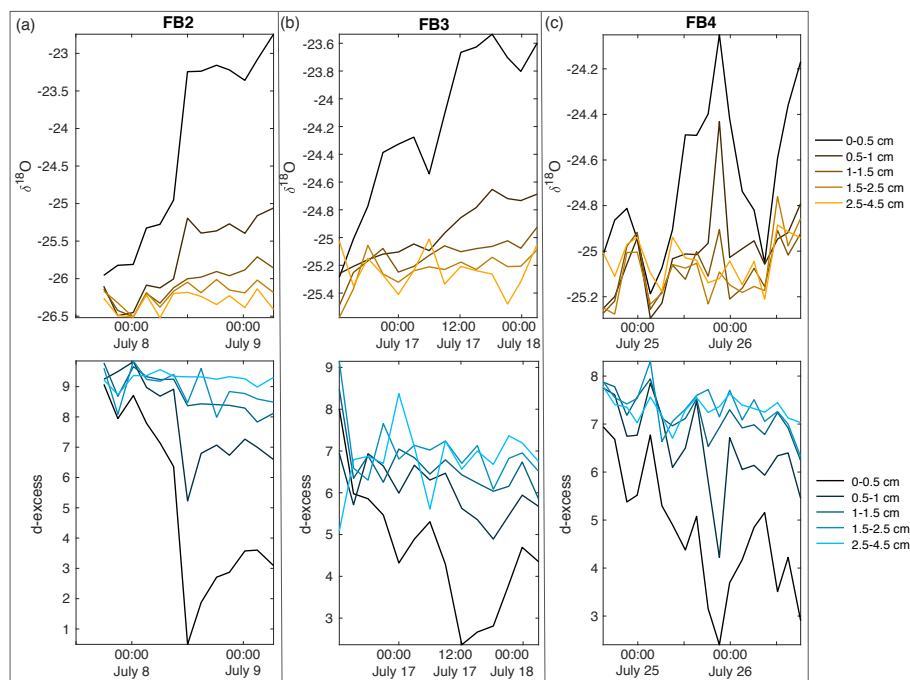 (a)
FB2
-23
-23.5
-24
-24.5
-25
-25.5
-26
-26.5
δ18O
00:00
July 8
00:00
July 9
(b)
FB3
-23.6
-23.8
-24
-24.2
-24.4
-24.6
-24.8
-25
-25.2
-25.4
δ18O
00:00
July 17
12:00
00:00
July 18
(c)
FB4
-24.2
-24.4
-24.6
-24.8
-25
-25.2
δ18O
00:00
July 25
00:00
July 26
0-0.5 cm
0.5-1 cm
1-1.5 cm
1.5-2.5 cm
2.5-4.5 cm
9
8
7
6
5
4
3
2
1
d-excess
00:00
July 8
00:00
July 9
9
8
7
6
5
4
3
d-excess
00:00
July 17
12:00
00:00
July 18
8
7
6
5
4
3
d-excess
00:00
July 25
00:00
July 26
0-0.5 cm
0.5-1 cm
1-1.5 cm
1.5-2.5 cm
2.5-4.5 cm